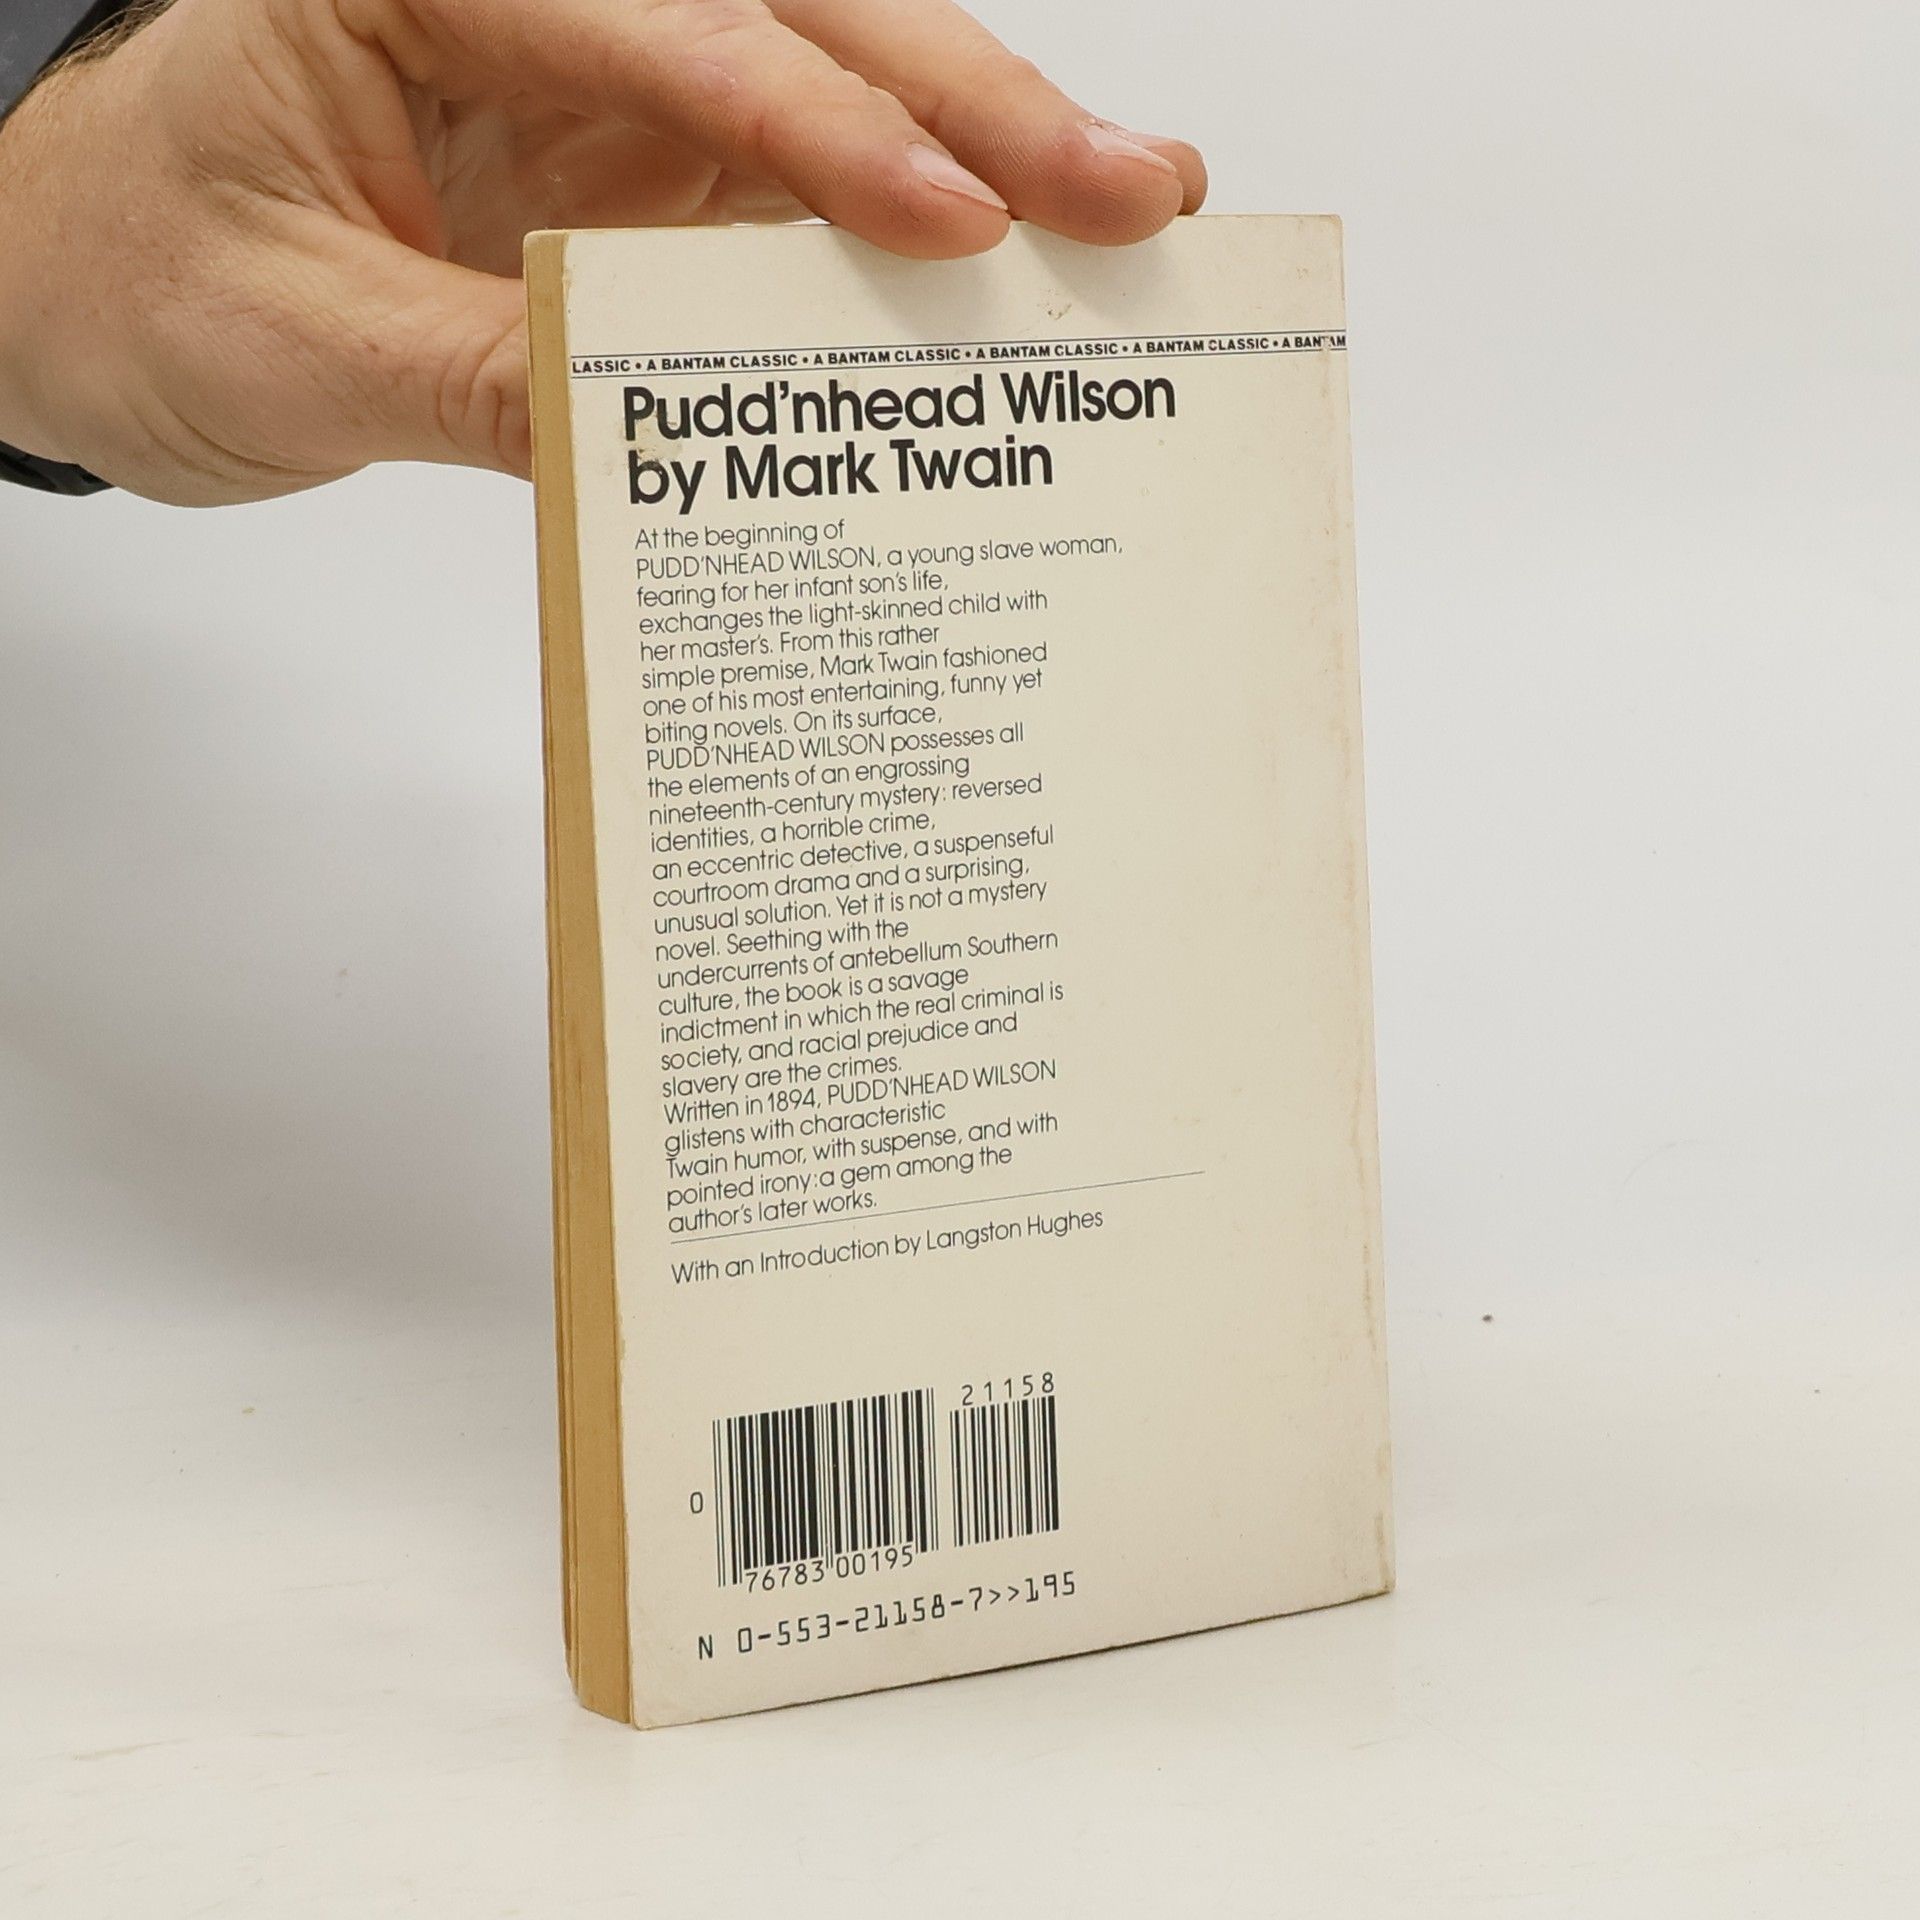 LASSIC • A BANTAM CLASSIC • A BANTAM CLASSIC • A BANTAM CLASSIC • A BANTAM CLASSIC • A BANTAM
Pudd'nhead Wilson
by Mark Twain
At the beginning of
PUDD'NHEAD WILSON, a young slave woman,
fearing for her infant son's life,
exchanges the light-skinned child with
her master's. From this rather
simple premise, Mark Twain fashioned
one of his most entertaining, funny yet
biting novels. On its surface,
PUDD'NHEAD WILSON possesses all
the elements of an engrossing
nineteenth-century mystery: reversed
identities, a horrible crime,
an eccentric detective, a suspenseful
courtroom drama and a surprising,
unusual solution. Yet it is not a mystery
novel. Seething with the
undercurrents of antebellum Southern
culture, the book is a savage
indictment in which the real criminal is
society, and racial prejudice and
slavery are the crimes.
Written in 1894, PUDD'NHEAD WILSON
glistens with characteristic
Twain humor, with suspense, and with
pointed irony: a gem among the
author's later works.
With an Introduction by Langston Hughes
21158
0
76783 00195
N 0-553-21158-7>>195